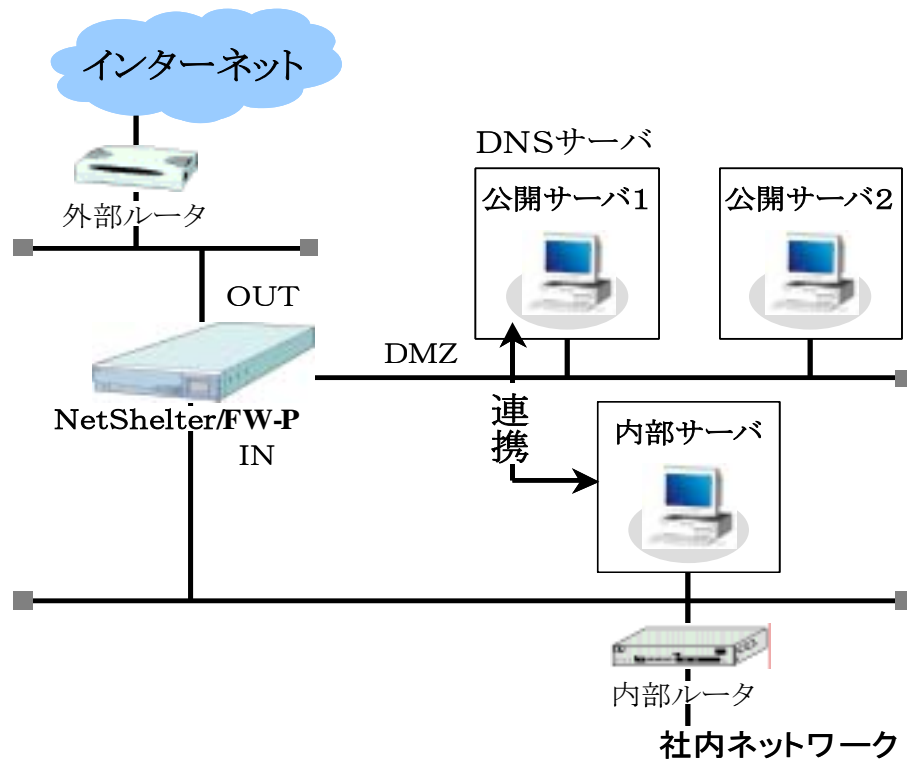 インターネット
外部ルータ
OUT
NetShelter/FW-P
IN
DMZ
DNSサーバ
公開サーバ1
公開サーバ2
連携
内部サーバ
内部ルータ
社内ネットワーク